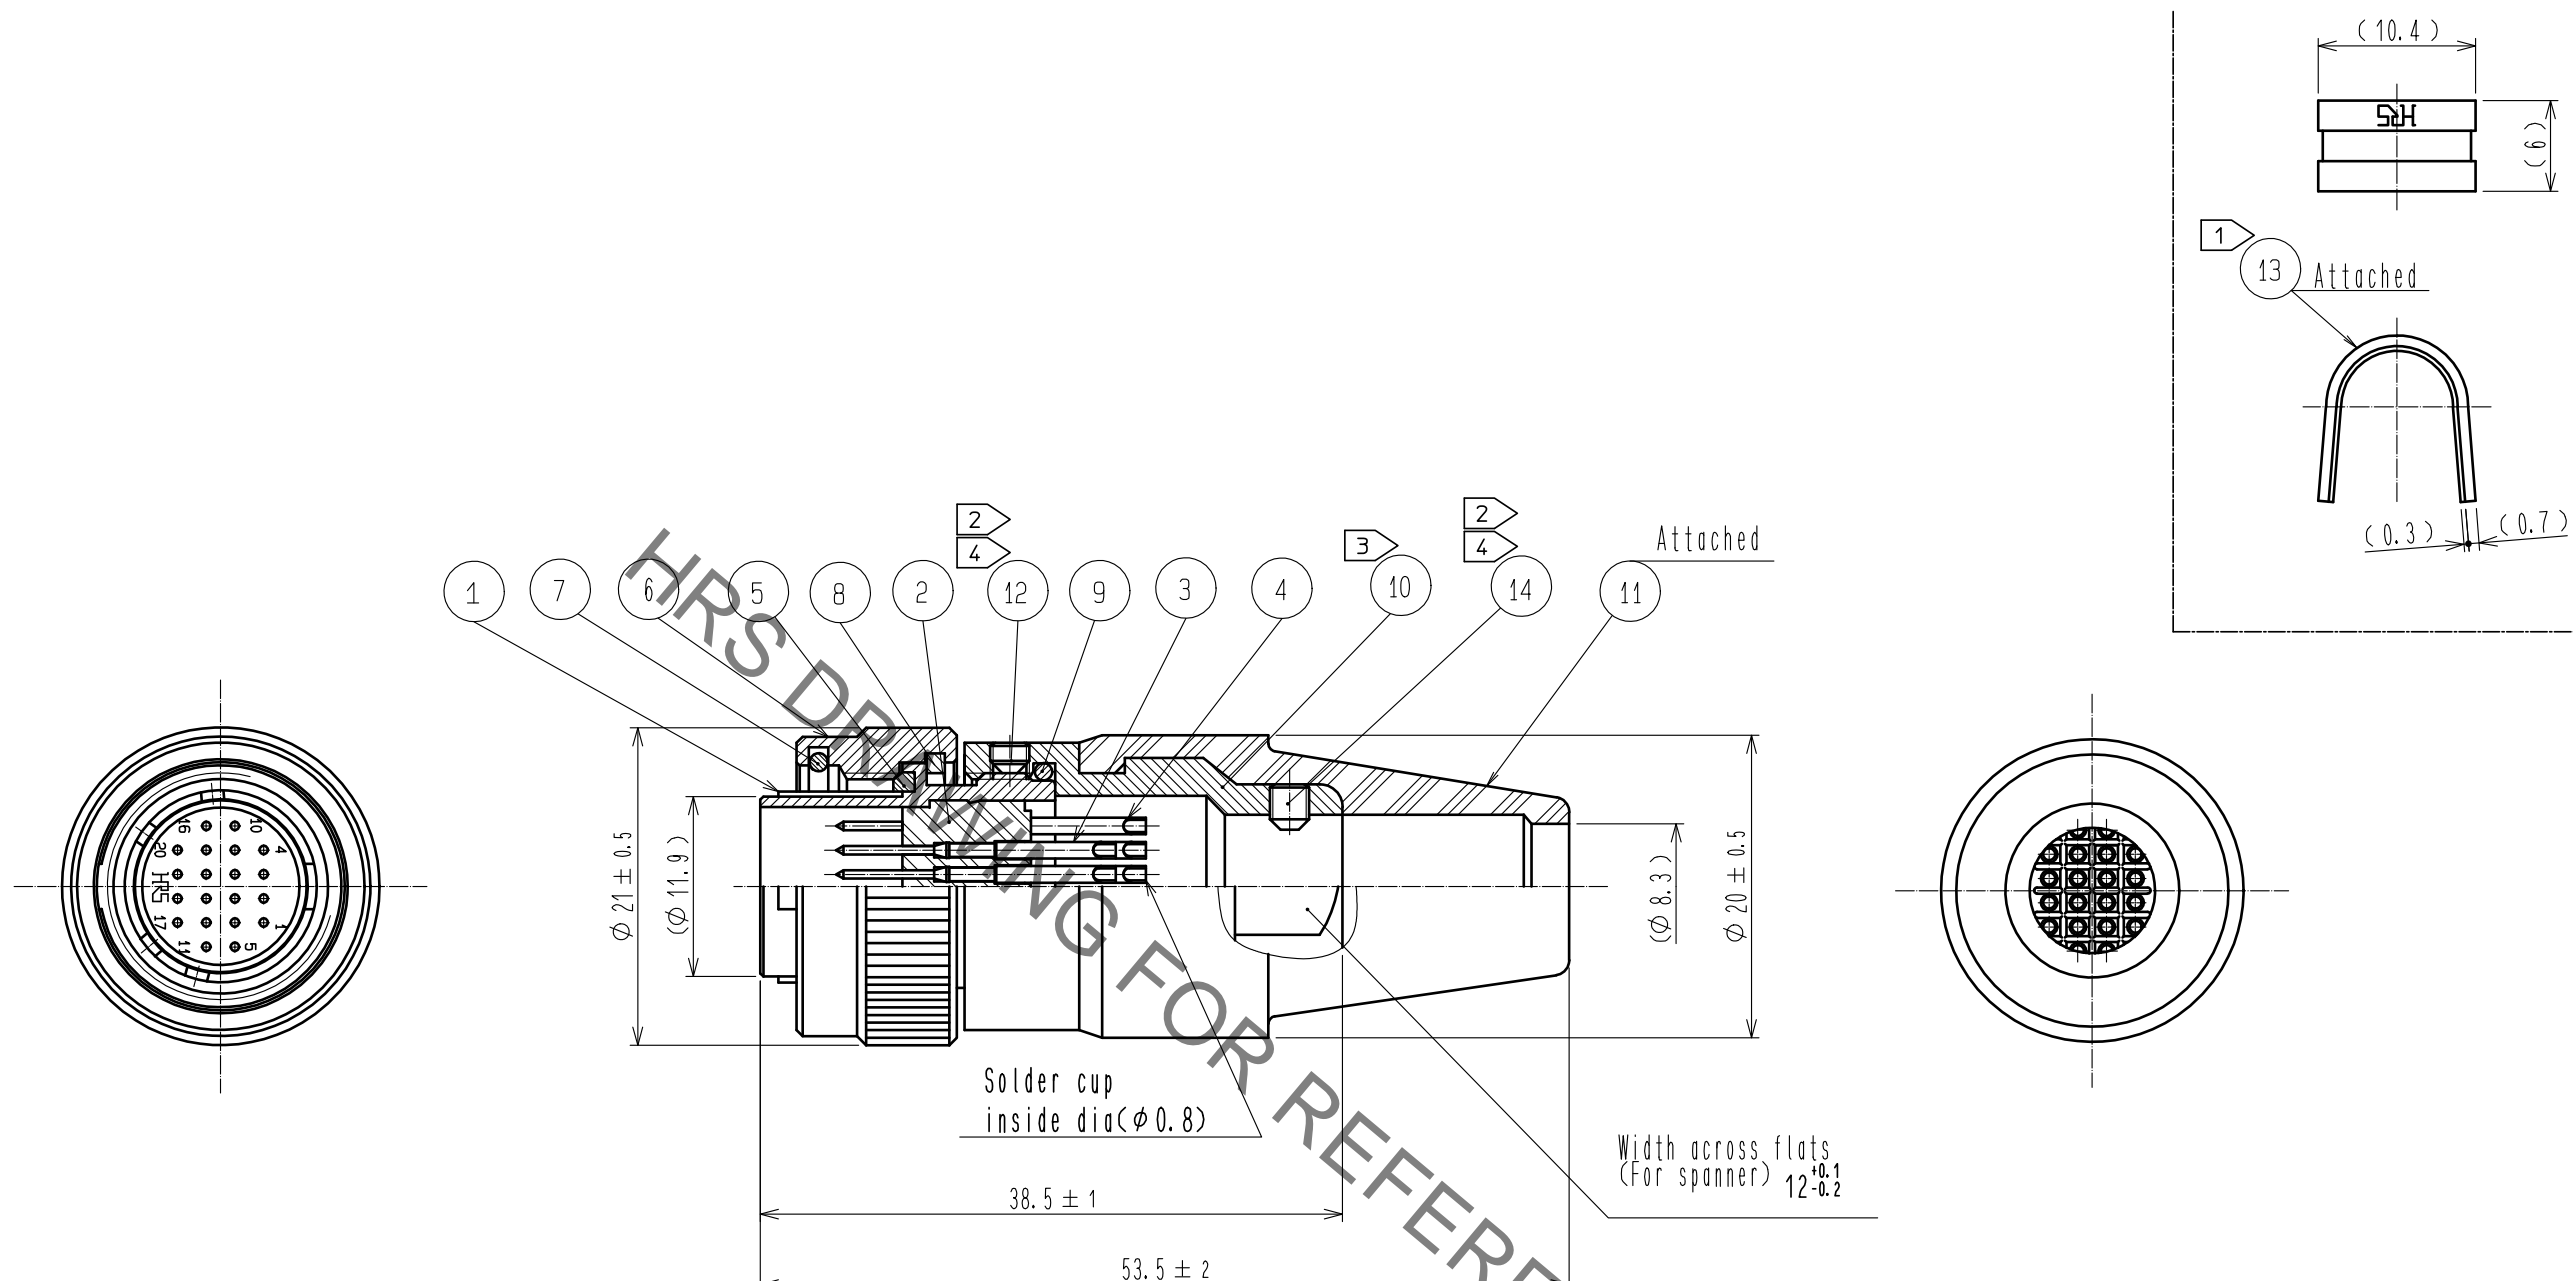 ( 10.4 )
HRS
( 6 )
1
13
Attached
( 0.3 )
( 0.7 )
2
4
3
2
4
Attached
1
7
6
5
8
2
12
9
3
4
10
14
11
16
10
20
4
HRS
17
1
11
5
φ 21 ± 0.5
(φ 11.9 )
(φ 8.3 )
φ 20 ± 0.5
Solder cup
inside dia(φ 0.8)
Width across flats
(For spanner) 12 +0.1 -0.2
38.5 ± 1
53.5 ± 2
HRS DRAWING FOR REFERE